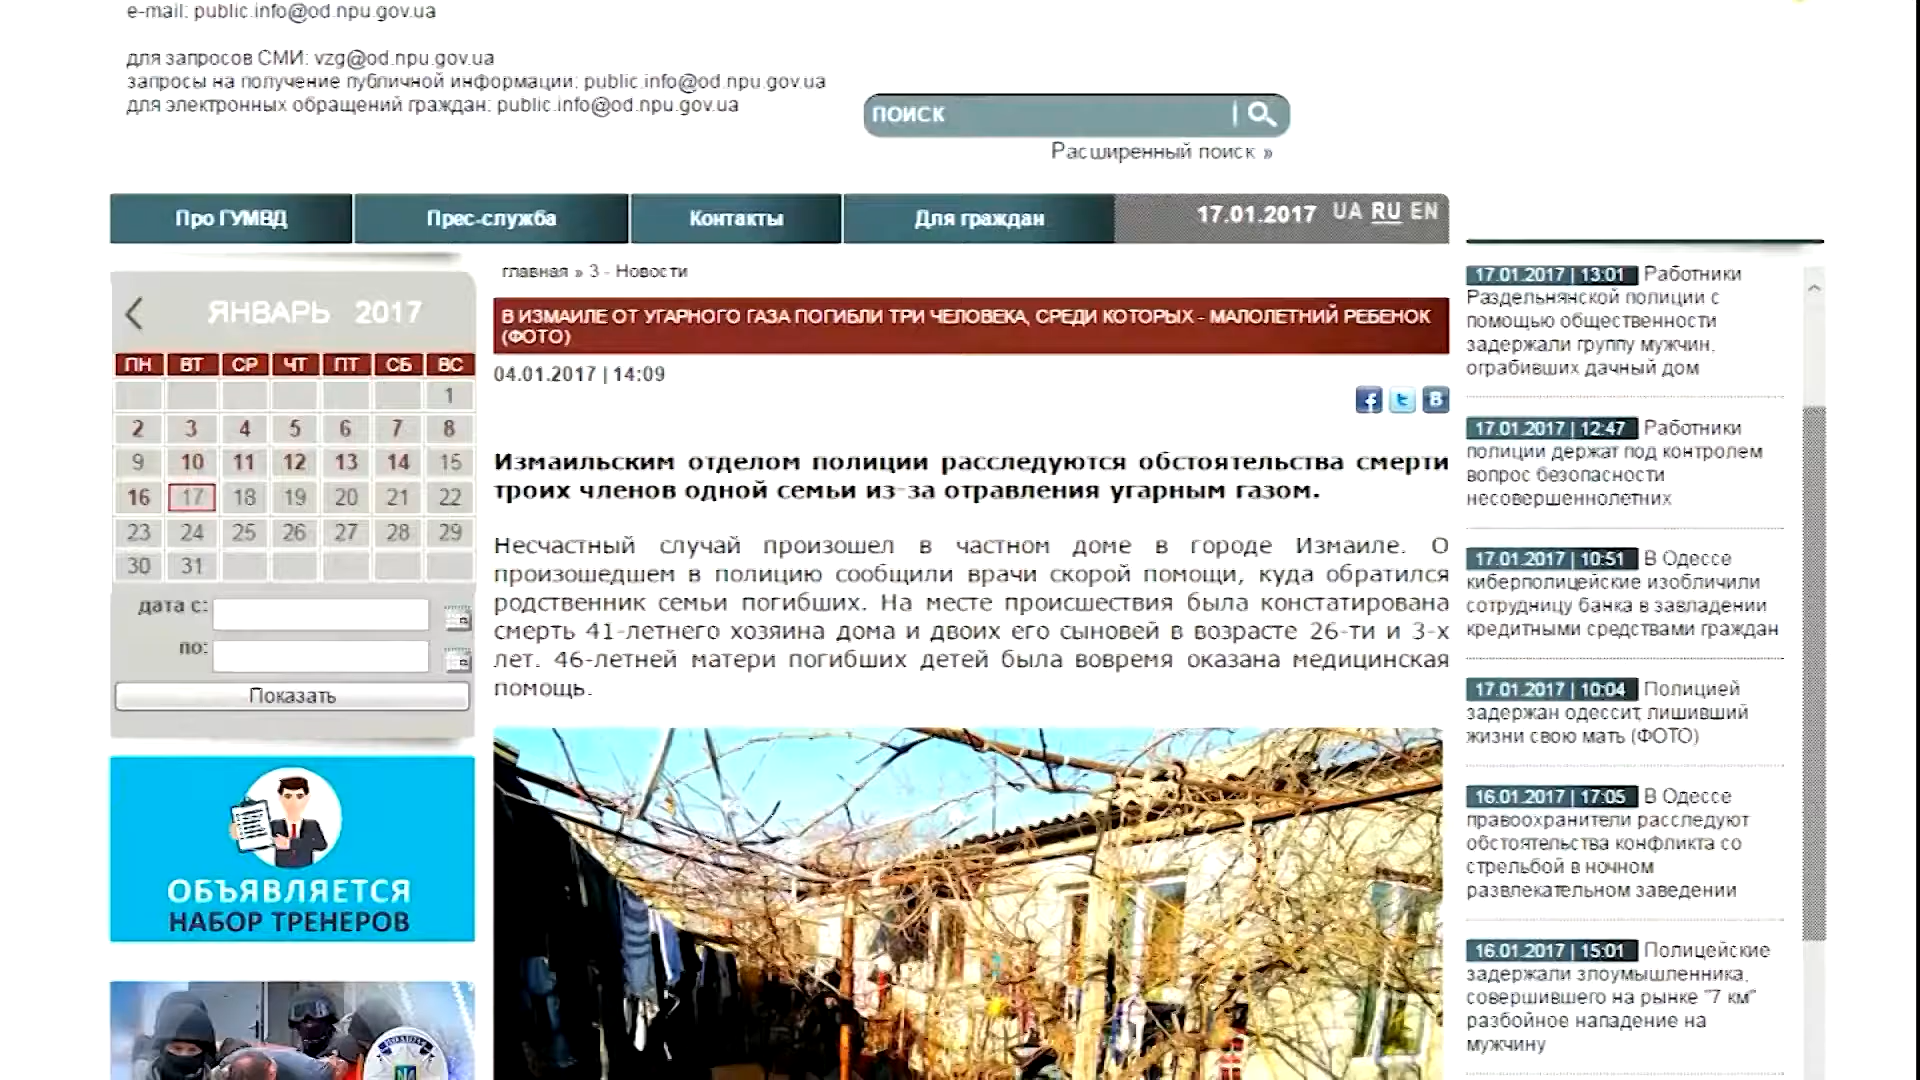 e-mail: public.info@od.npu.gov.ua
для запросов СМИ: vzg@od.npu.gov.ua
запросы на получение публичной информации: public.info@od.npu.gov.ua
для электронных обращений граждан: public.info@od.npu.gov.ua
ПОИСК
Расширенный поиск »
Про ГУМВД Прес-служба Контакты Для граждан 17.01.2017 UA RU EN
ЯНВАРЬ 2017
ПН ВТ СР ЧТ ПТ СБ ВС
1
2 3 4 5 6 7 8
9 10 11 12 13 14 15
16 17 18 19 20 21 22
23 24 25 26 27 28 29
30 31
дата с:
по:
Показать
ОБЪЯВЛЯЕТСЯ
НАБОР ТРЕНЕРОВ
главная » 3 - Новости
В ИЗМАИЛЕ ОТ УГАРНОГО ГАЗА ПОГИБЛИ ТРИ ЧЕЛОВЕКА, СРЕДИ КОТОРЫХ - МАЛОЛЕТНИЙ РЕБЕНОК
(ФОТО)
04.01.2017 | 14:09
Измаильским отделом полиции расследуются обстоятельства смерти
троих членов одной семьи из-за отравления угарным газом.
Несчастный случай произошел в частном доме в городе Измаиле. О
произошедшем в полицию сообщили врачи скорой помощи, куда обратился
родственник семьи погибших. На месте происшествия была констатирована
смерть 41-летнего хозяина дома и двоих его сыновей в возрасте 26-ти и 3-х
лет. 46-летней матери погибших детей была вовремя оказана медицинская
помощь.
17.01.2017 | 13:01 Работники
Раздельнянской полиции с
помощью общественности
задержали группу мужчин,
ограбивших дачный дом
17.01.2017 | 12:47 Работники
полиции держат под контролем
вопрос безопасности
несовершеннолетних
17.01.2017 | 10:51 В Одессе
киберполицейские изобличили
сотрудницу банка в завладении
кредитными средствами граждан
17.01.2017 | 10:04 Полицией
задержан одессит, лишивший
жизни свою мать (ФОТО)
16.01.2017 | 17:05 В Одессе
правоохранители расследуют
обстоятельства конфликта со
стрельбой в ночном
развлекательном заведении
16.01.2017 | 15:01 Полицейские
задержали злоумышленника,
совершившего на рынке "7 км"
разбойное нападение на
мужчину